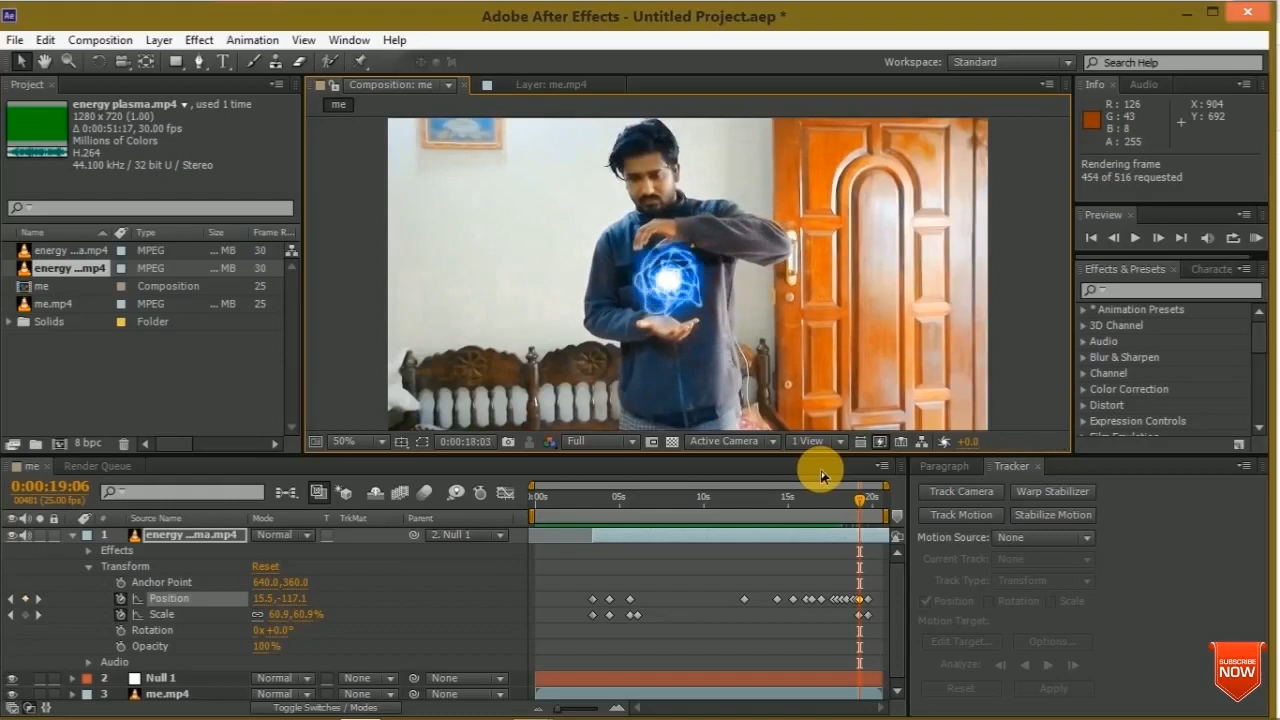 Ae
Adobe After Effects - Untitled Project.aep *
File Edit Composition Layer Effect Animation View Window Help
Workspace: Standard Search Help
Project
energy plasma.mp4 , used 1 time
1280 x 720 (1.00)
Δ 0:00:51:17, 30.00 fps
Millions of Colors
H.264
44.100 kHz / 32 bit U / Stereo
Name Type Size Frame R...
energy ...a.mp4 MPEG ... MB 30
energy ...mp4 MPEG ... MB 30
me Composition 25
me.mp4 MPEG ... MB 25
Solids Folder
8 bpc
Composition: me
Layer: me.mp4
me
50% 0:00:18:03 Full Active Camera 1 View +0.0
Info Audio
R : 126 X : 904
G : 43 Y : 692
B : 8
A : 255
Rendering frame
454 of 516 requested
Preview
Effects & Presets Characte
* Animation Presets
3D Channel
Audio
Blur & Sharpen
Channel
Color Correction
Distort
Expression Controls
me Render Queue
0:00:19:06
00481 (25.00 fps)
# Source Name Mode T TrkMat Parent
:00s 05s 10s 15s 20s
1 energy ...ma.mp4 Normal 2. Null 1
Effects
Transform Reset
Anchor Point 640.0,360.0
Position 15.5,-117.1
Scale 60.9,60.9%
Rotation 0x+0.0°
Opacity 100%
Audio
2 Null 1 Normal None None
3 me.mp4 Normal None None
Toggle Switches / Modes
Paragraph Tracker
Track Camera Warp Stabilizer
Track Motion Stabilize Motion
Motion Source: None
Current Track: None
Track Type: Transform
Position Rotation Scale
Motion Target:
Edit Target... Options...
Analyze:
Reset Apply
SUBSCRIBE
NOW